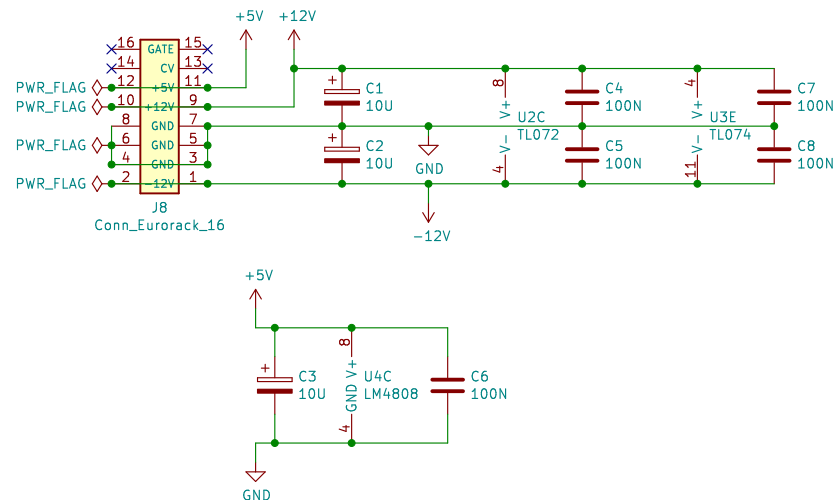 +5V
+12V
16 GATE 15
14 CV 13
PWR_FLAG 12 +5V 11
PWR_FLAG 10 +12V 9
8 GND 7
PWR_FLAG 6 GND 5
4 GND 3
PWR_FLAG 2 -12V 1
J8
Conn_Eurorack_16
+
C1
10U
+
C2
10U
GND
-12V
8
V+
U2C
TL072
V-
4
C4
100N
C5
100N
4
V+
U3E
TL074
V-
11
C7
100N
C8
100N
+5V
+
C3
10U
8
V+
U4C
LM4808
GND
4
C6
100N
GND